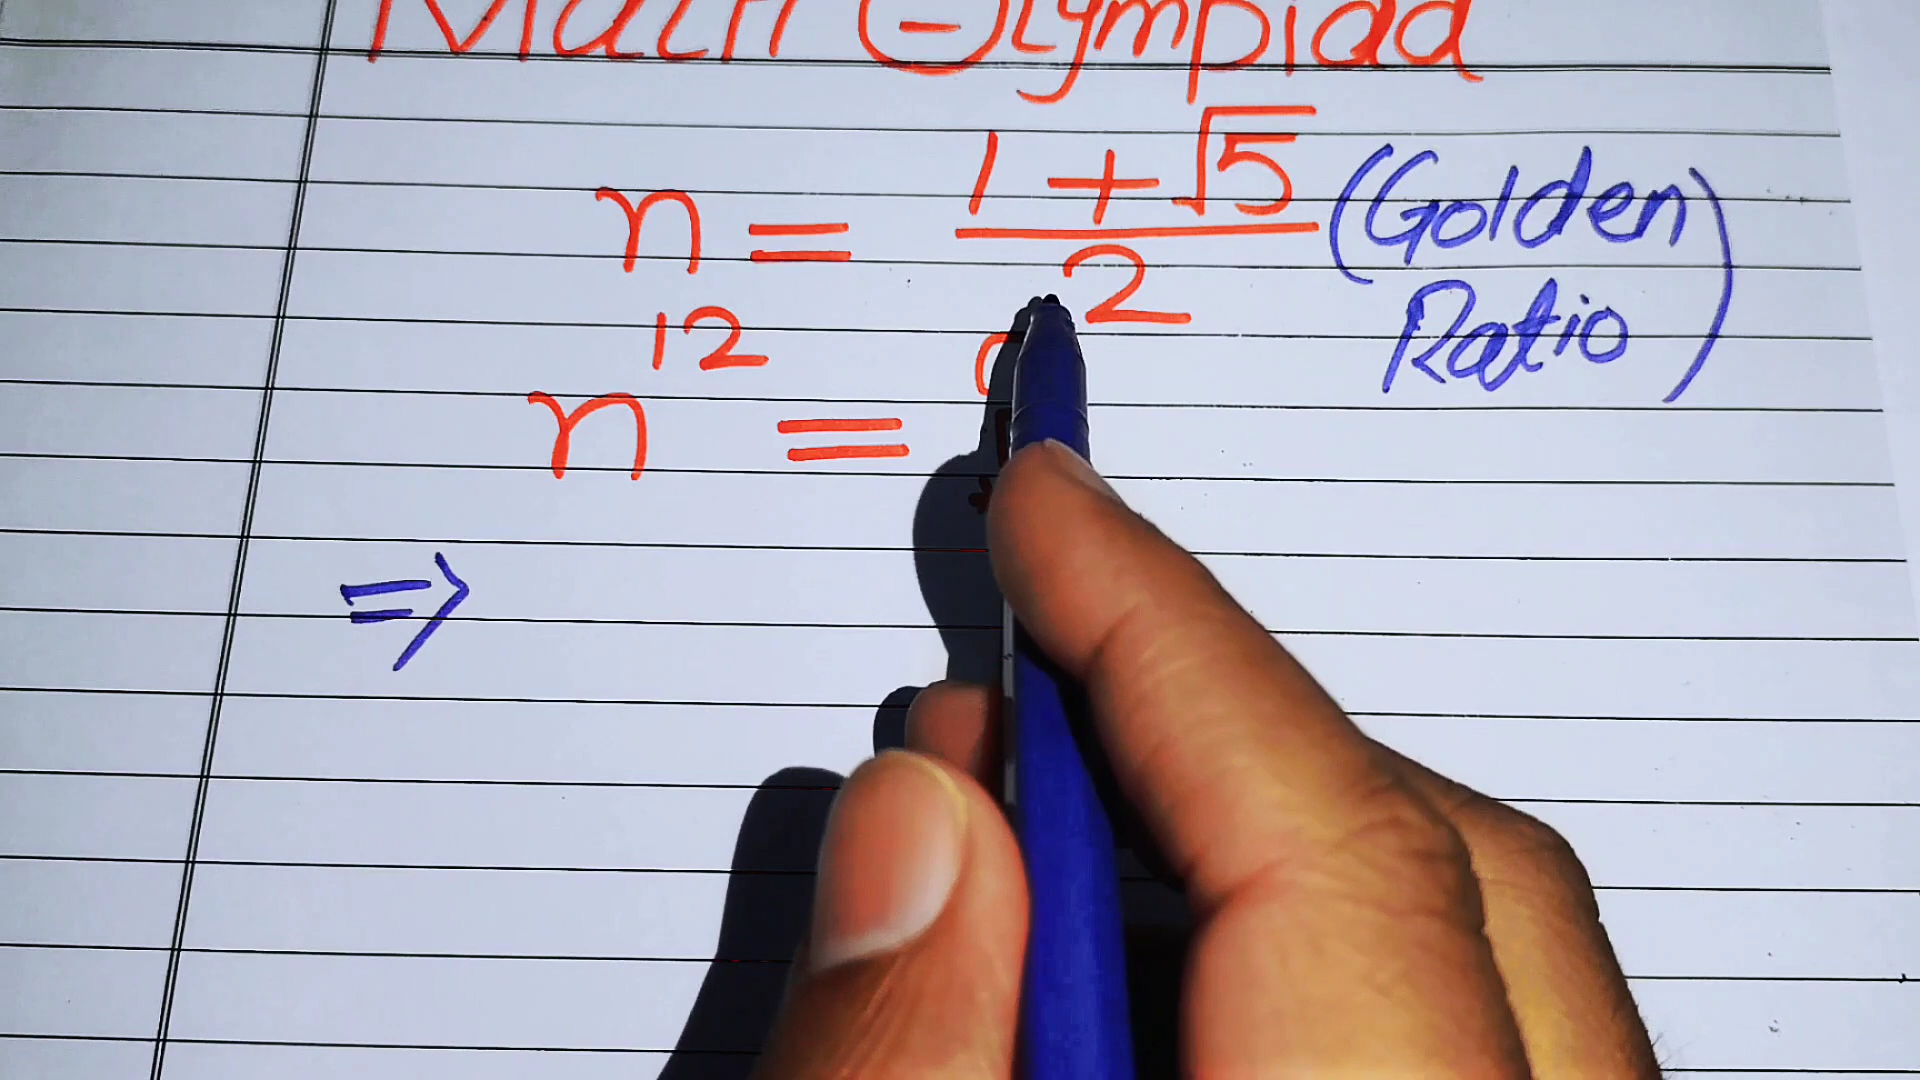 Math Olympiad
n = (1 + √5)/2 (Golden Ratio)
n¹² =
⇒